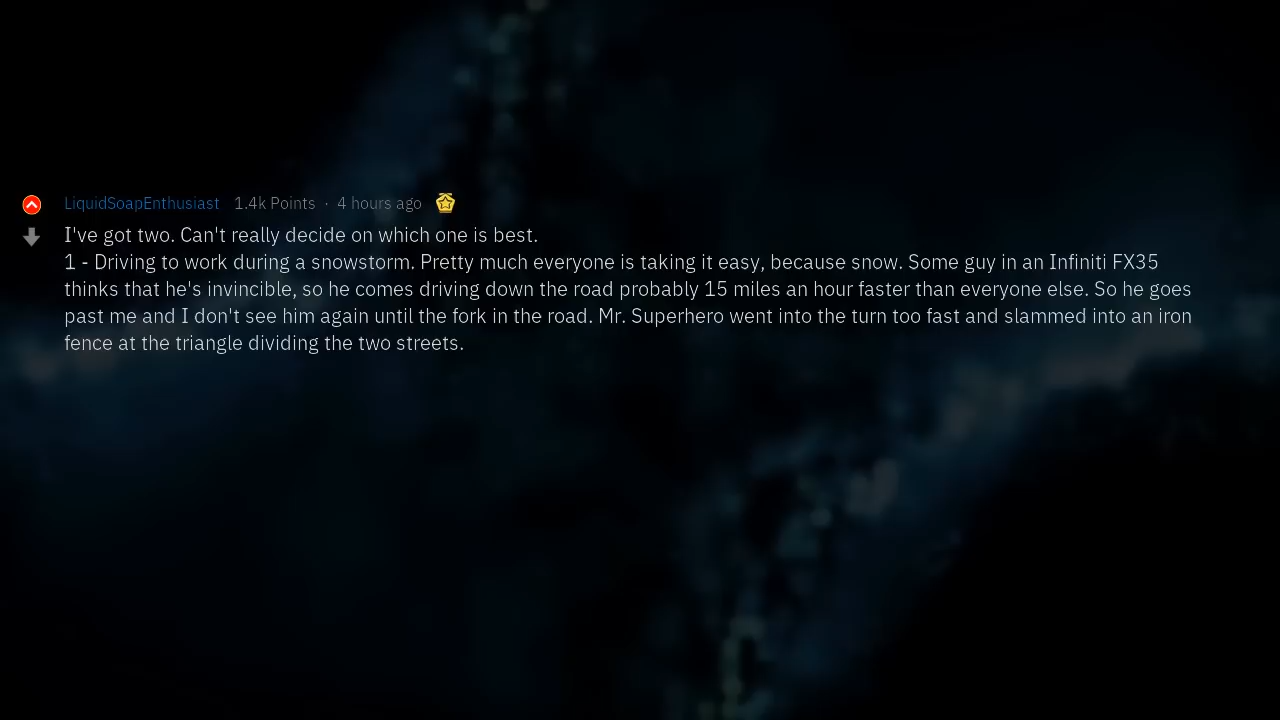 LiquidSoapEnthusiast 1.4k Points · 4 hours ago
I've got two. Can't really decide on which one is best.
1 - Driving to work during a snowstorm. Pretty much everyone is taking it easy, because snow. Some guy in an Infiniti FX35
thinks that he's invincible, so he comes driving down the road probably 15 miles an hour faster than everyone else. So he goes
past me and I don't see him again until the fork in the road. Mr. Superhero went into the turn too fast and slammed into an iron
fence at the triangle dividing the two streets.